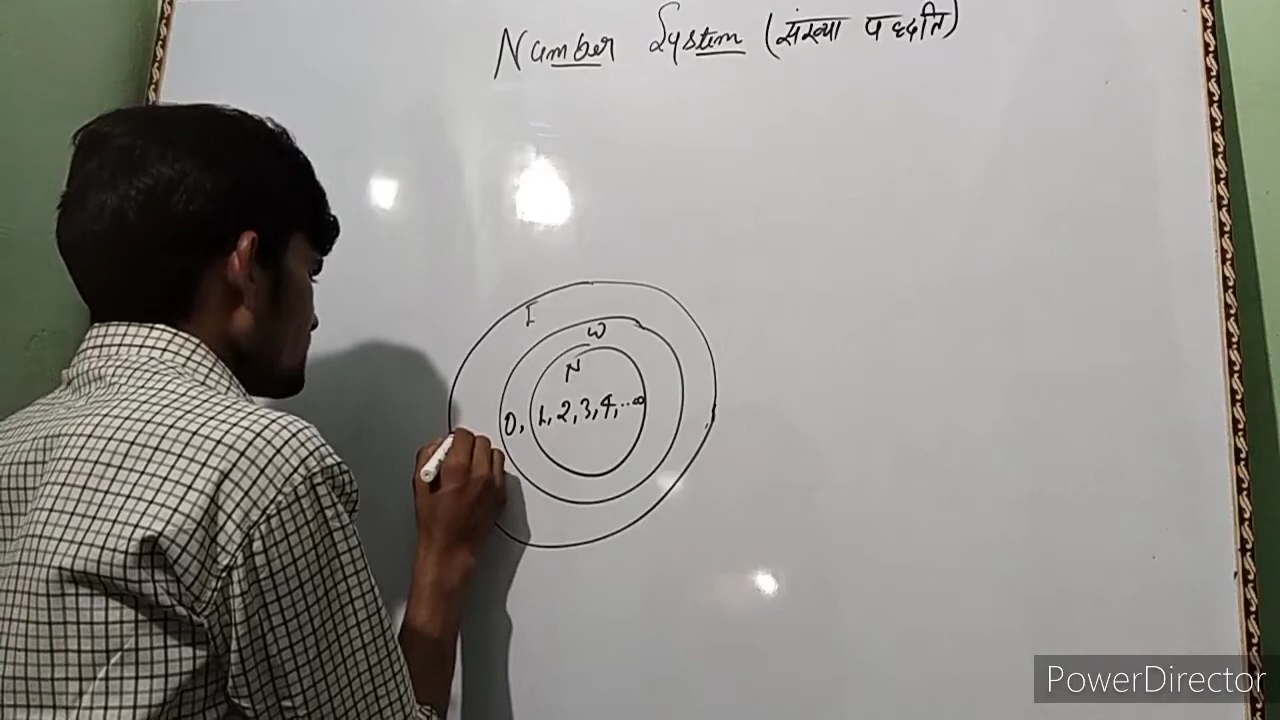 Number System (संख्या पद्धति)
I
W
N
0, 1, 2, 3, 4, ...∞
PowerDirector